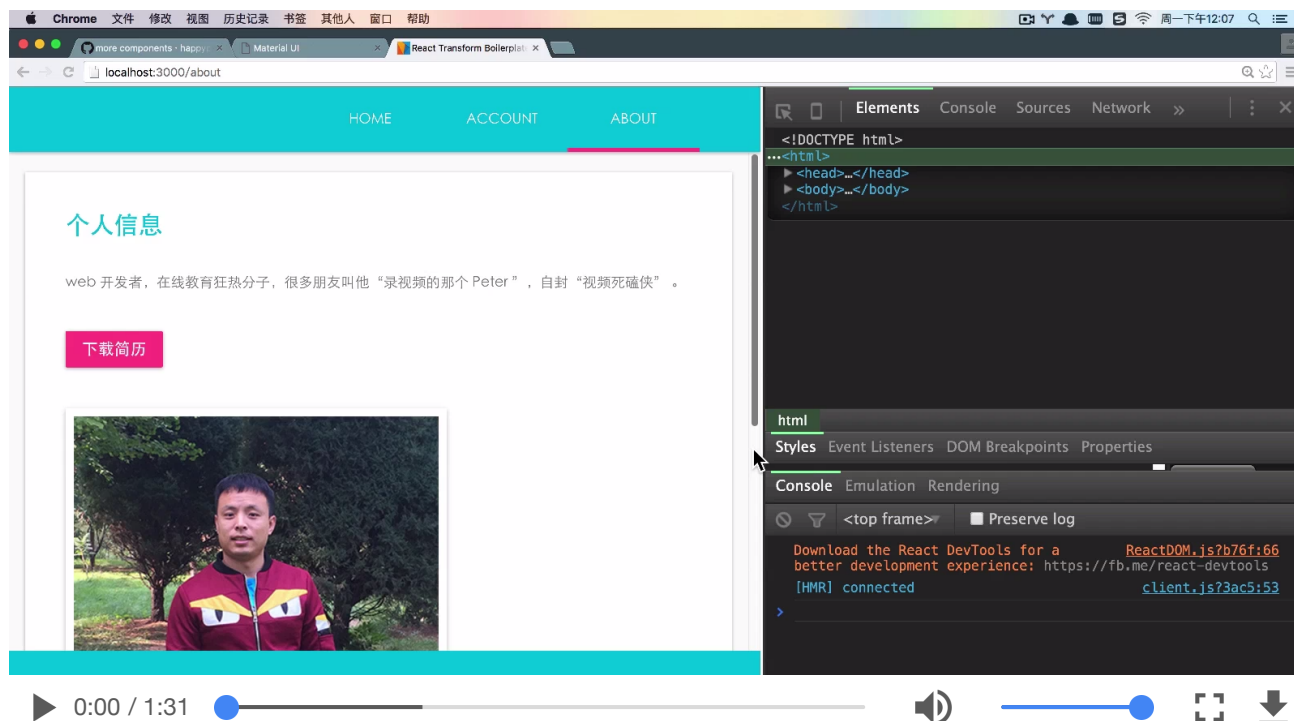 Chrome 文件 修改 视图 历史记录 书签 其他人 窗口 帮助 周一下午12:07
more components · happy Material UI React Transform Boilerplat
localhost:3000/about
HOME ACCOUNT ABOUT
个人信息
web 开发者，在线教育狂热分子，很多朋友叫他“录视频的那个 Peter”，自封“视频死磕侠”。
下载简历
Elements Console Sources Network »
<!DOCTYPE html>
…<html>
▶<head>…</head>
▶<body>…</body>
</html>
html
Styles Event Listeners DOM Breakpoints Properties
Console Emulation Rendering
<top frame>▼ Preserve log
Download the React DevTools for a ReactDOM.js?b76f:66
better development experience: https://fb.me/react-devtools
[HMR] connected client.js?3ac5:53
>
0:00 / 1:31